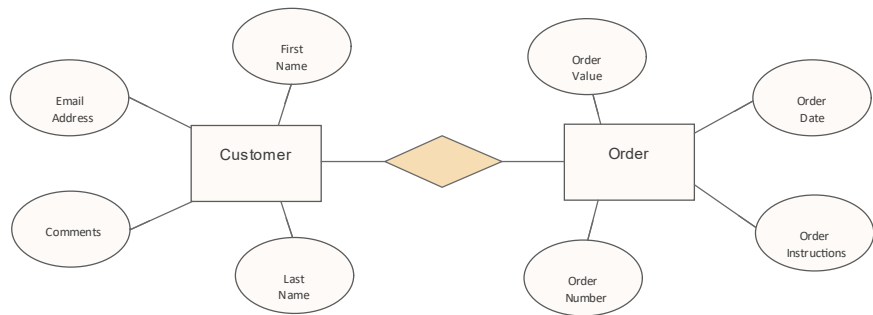 First
Name
Order
Value
Email
Address
Order
Date
Customer
Order
Comments
Order
Instructions
Last
Name
Order
Number